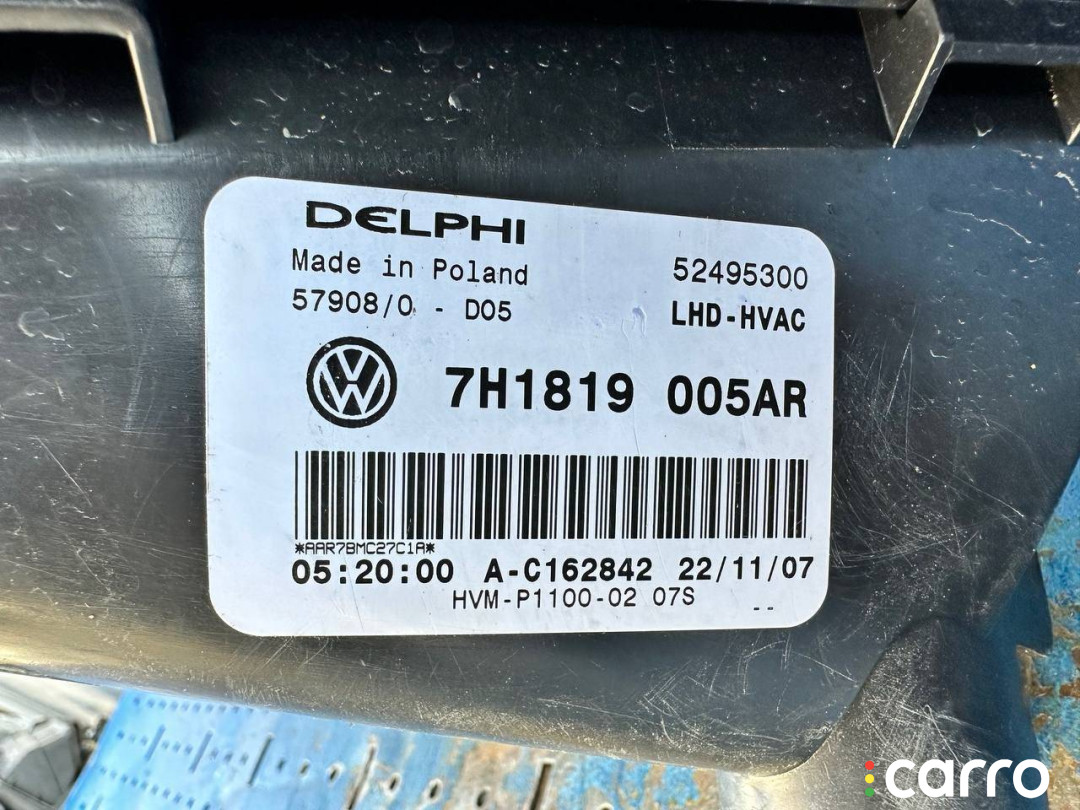 DELPHI
Made in Poland
52495300
57908/0 - D05
LHD-HVAC
7H1819 005AR
*AAR7BMC27C1A*
05:20:00 A-C162842 22/11/07
HVM-P1100-02 07S --
carro